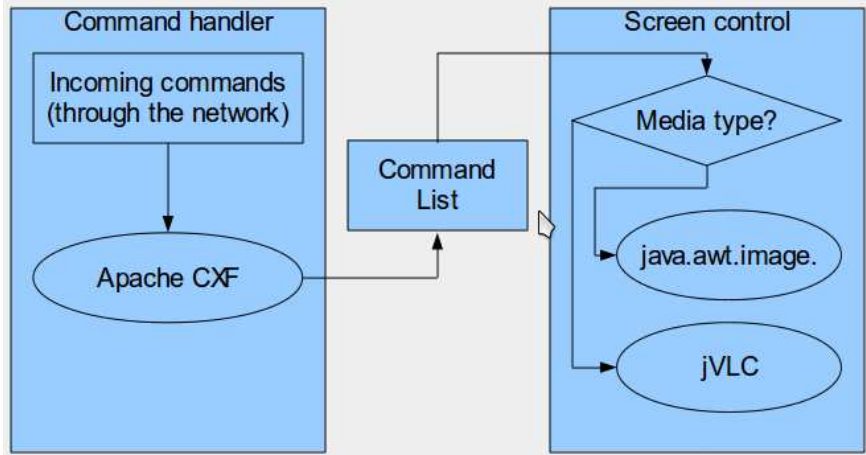 Command handler
Incoming commands
(through the network)
Apache CXF
Command
List
Screen control
Media type?
java.awt.image.
jVLC